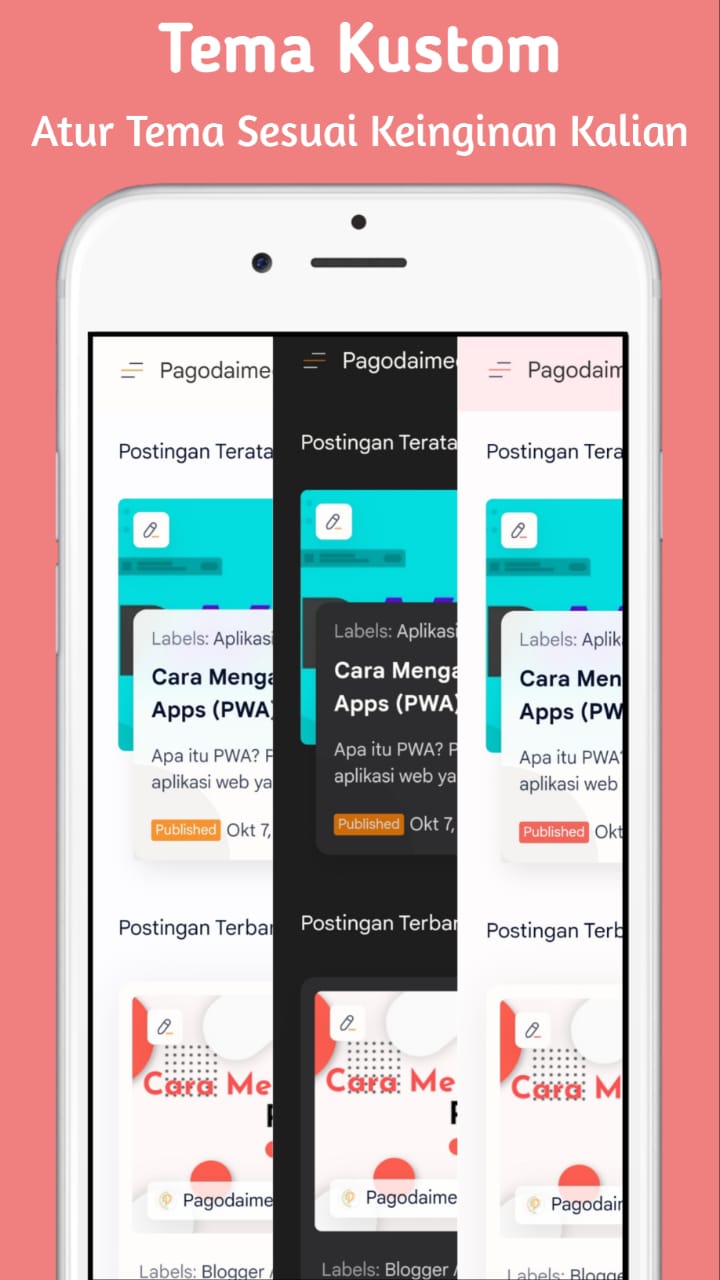 Tema Kustom
Atur Tema Sesuai Keinginan Kalian
Pagodaime
Postingan Terata
Labels: Aplikasi
Cara Menga
Apps (PWA)
Apa itu PWA? P
aplikasi web ya
Published Okt 7,
Postingan Terbar
Cara Me
Pagodaime
Labels: Blogger /
Pagodaime
Postingan Terata
Labels: Aplikasi
Cara Menga
Apps (PWA)
Apa itu PWA? P
aplikasi web ya
Published Okt 7,
Postingan Terbar
Cara Me
Pagodaime
Labels: Blogger /
Pagodaim
Postingan Tera
Labels: Aplik
Cara Men
Apps (PW
Apa itu PWA?
aplikasi web
Published Okt
Postingan Terb
Cara M
Pagodair
Labels: Blogg